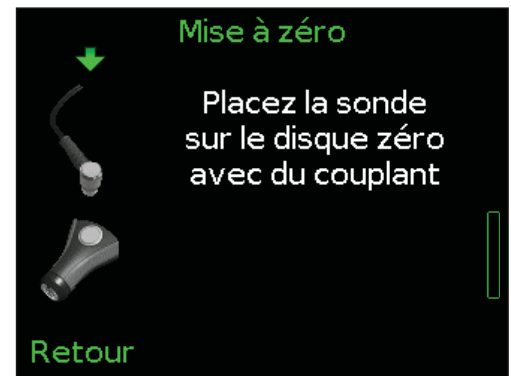 Mise à zéro
Placez la sonde
sur le disque zéro
avec du couplant
Retour